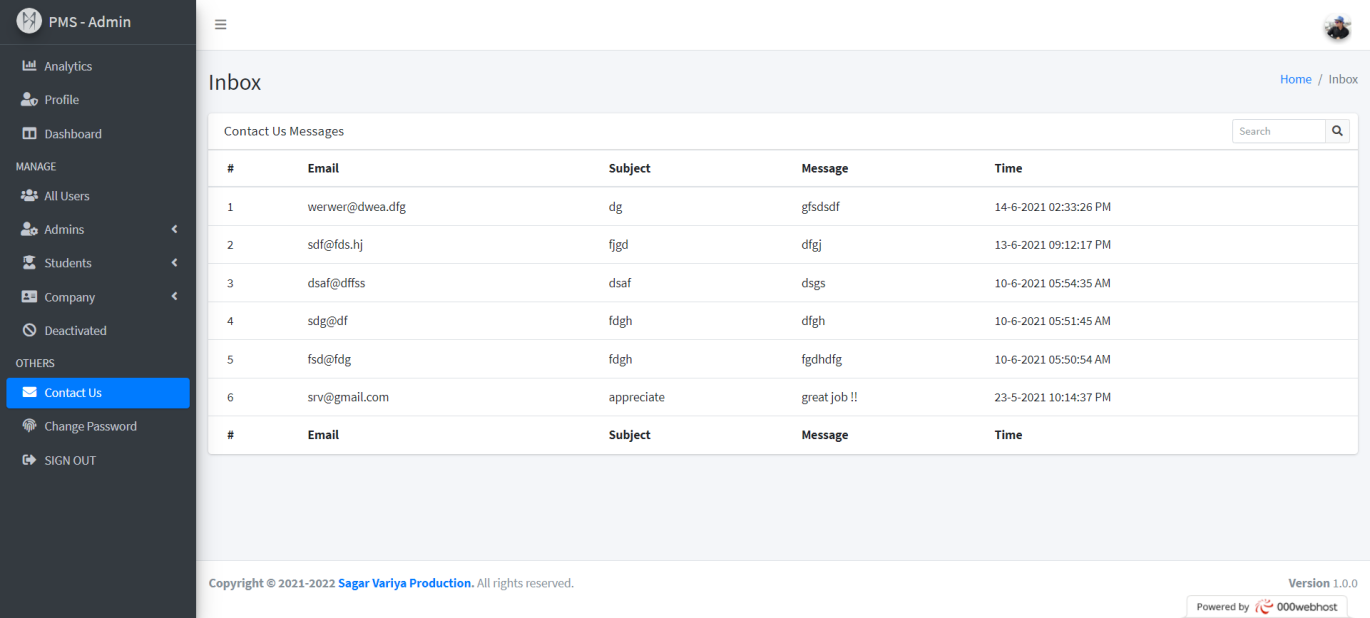 PMS - Admin
Analytics
Profile
Dashboard
MANAGE
All Users
Admins
Students
Company
Deactivated
OTHERS
Contact Us
Change Password
SIGN OUT
Inbox
Home / Inbox
Contact Us Messages
Search
# Email Subject Message Time
1 werwer@dwea.dfg dg gfsdsdf 14-6-2021 02:33:26 PM
2 sdf@fds.hj fjgd dfgj 13-6-2021 09:12:17 PM
3 dsaf@dffss dsaf dsgs 10-6-2021 05:54:35 AM
4 sdg@df fdgh dfgh 10-6-2021 05:51:45 AM
5 fsd@fdg fdgh fgdhdfg 10-6-2021 05:50:54 AM
6 srv@gmail.com appreciate great job !! 23-5-2021 10:14:37 PM
# Email Subject Message Time
Copyright © 2021-2022 Sagar Variya Production. All rights reserved.
Version 1.0.0
Powered by 000webhost